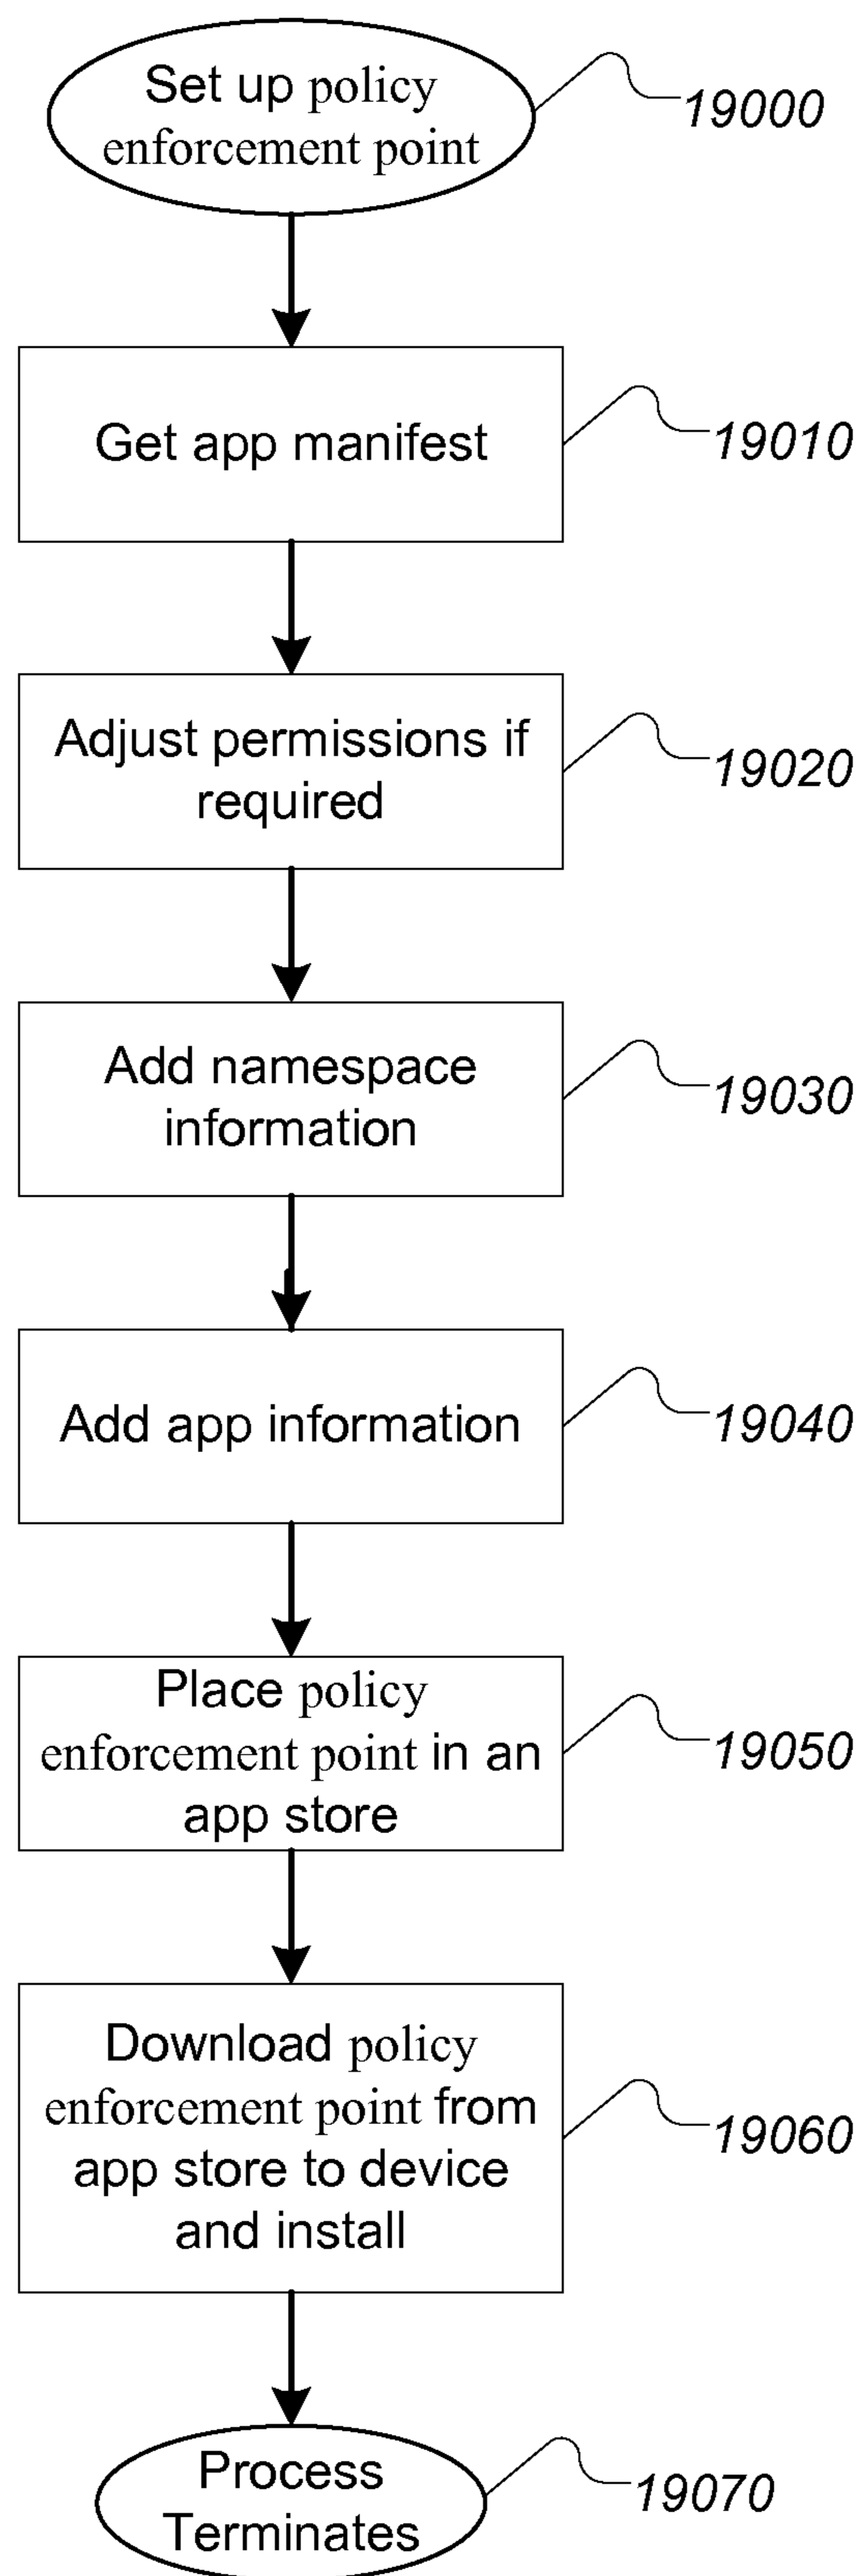 Set up policy
enforcement point
19000
Get app manifest
19010
Adjust permissions if
required
19020
Add namespace
information
19030
Add app information
19040
Place policy
enforcement point in an
app store
19050
Download policy
enforcement point from
app store to device
and install
19060
Process
Terminates
19070